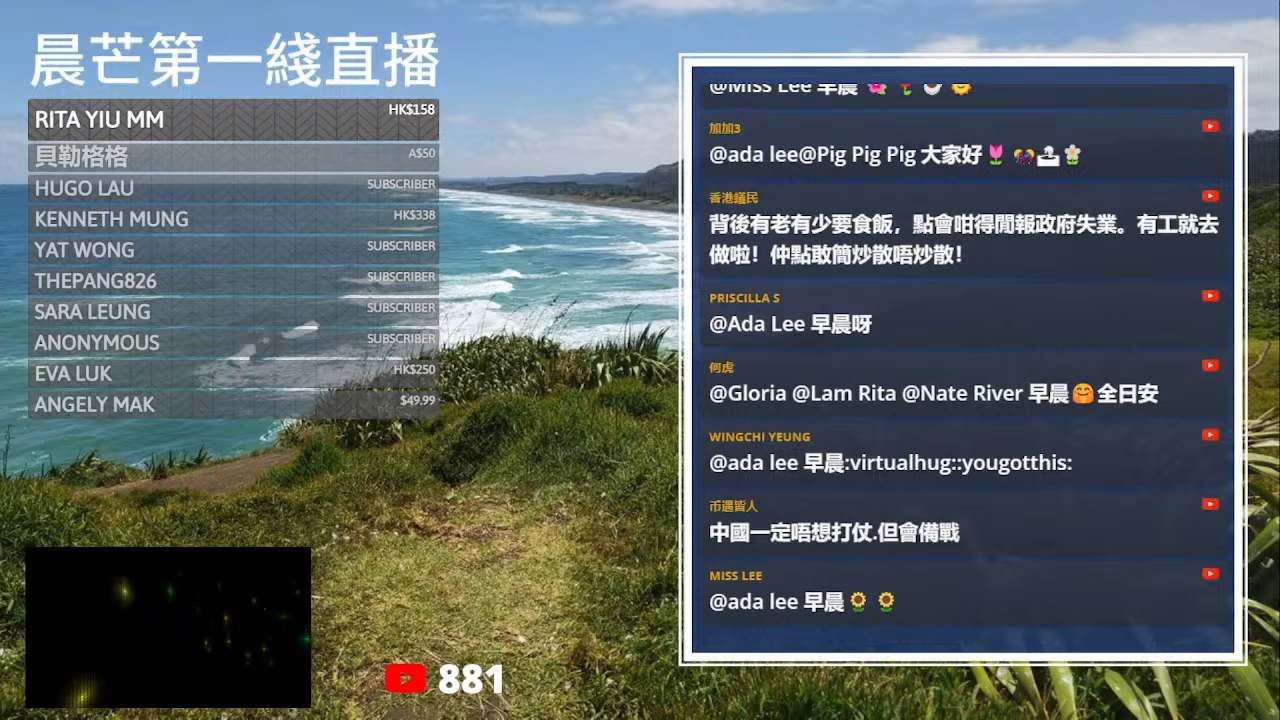 晨芒第一綫直播
RITA YIU MM HK$158
貝勒格格 A$50
HUGO LAU SUBSCRIBER
KENNETH MUNG HK$338
YAT WONG SUBSCRIBER
THEPANG826 SUBSCRIBER
SARA LEUNG SUBSCRIBER
ANONYMOUS SUBSCRIBER
EVA LUK HK$250
ANGELY MAK $49.99
881
@Miss Lee 早晨
加加3
@ada lee@Pig Pig Pig 大家好
香港蟻民
背後有老有少要食飯，點會咁得閒報政府失業。有工就去
做啦！仲點敢簡炒散唔炒散！
PRISCILLA S
@Ada Lee 早晨呀
何虎
@Gloria @Lam Rita @Nate River 早晨🤗全日安
WINGCHI YEUNG
@ada lee 早晨:virtualhug::yougotthis:
币遇皆人
中國一定唔想打仗.但會備戰
MISS LEE
@ada lee 早晨🌻 🌻